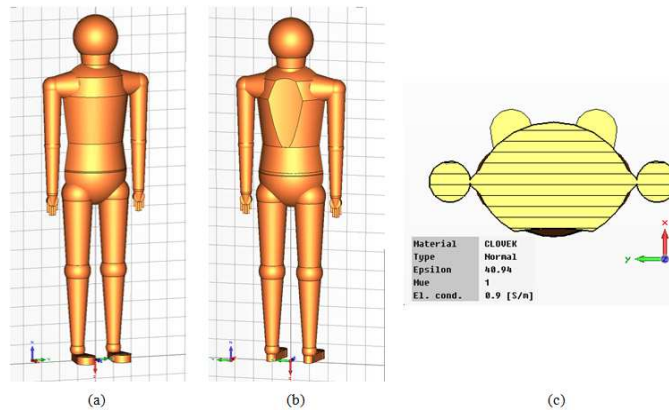 Material CLOVEK
Type Normal
Epsilon 40.94
Mue 1
El. cond. 0.9 [S/m]
x
y
(a) (b) (c)